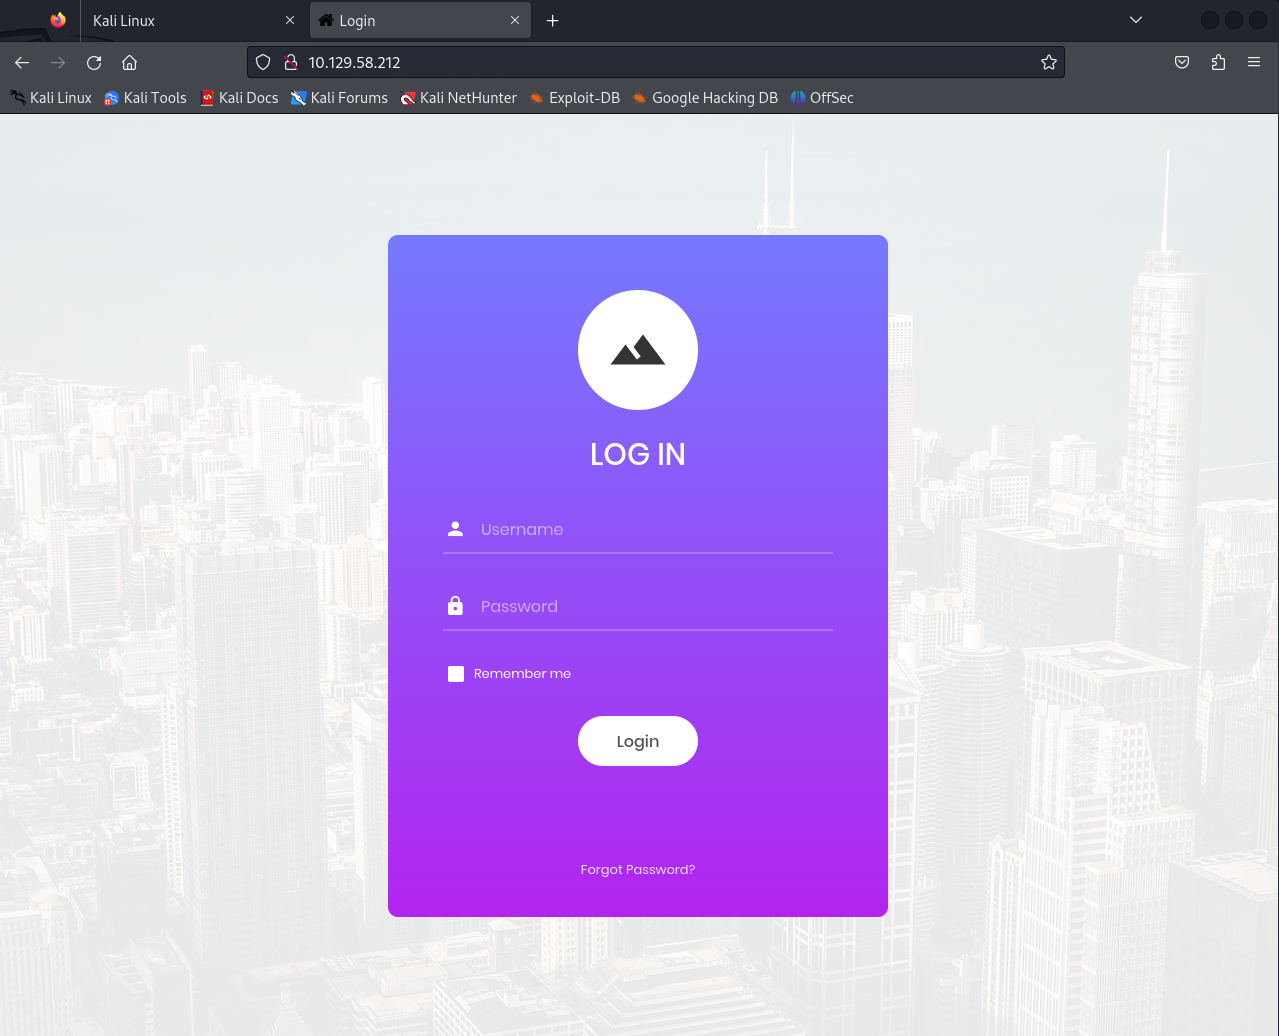 Kali Linux
Login
10.129.58.212
Kali Linux Kali Tools Kali Docs Kali Forums Kali NetHunter Exploit-DB Google Hacking DB OffSec
LOG IN
Username
Password
Remember me
Login
Forgot Password?